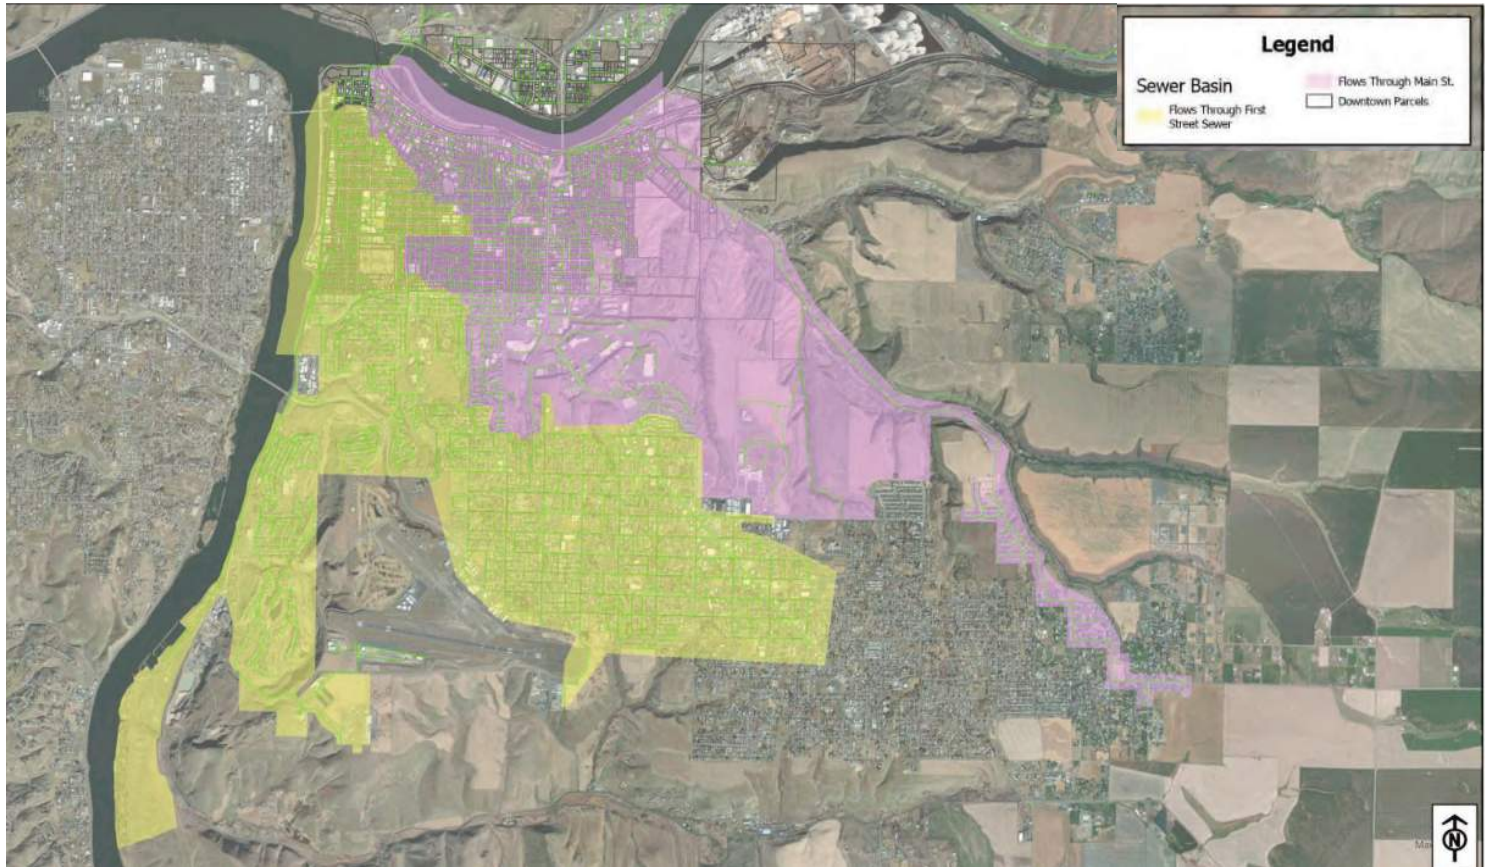 Legend
Sewer Basin
Flows Through First
Street Sewer
Flows Through Main St.
Downtown Parcels
N